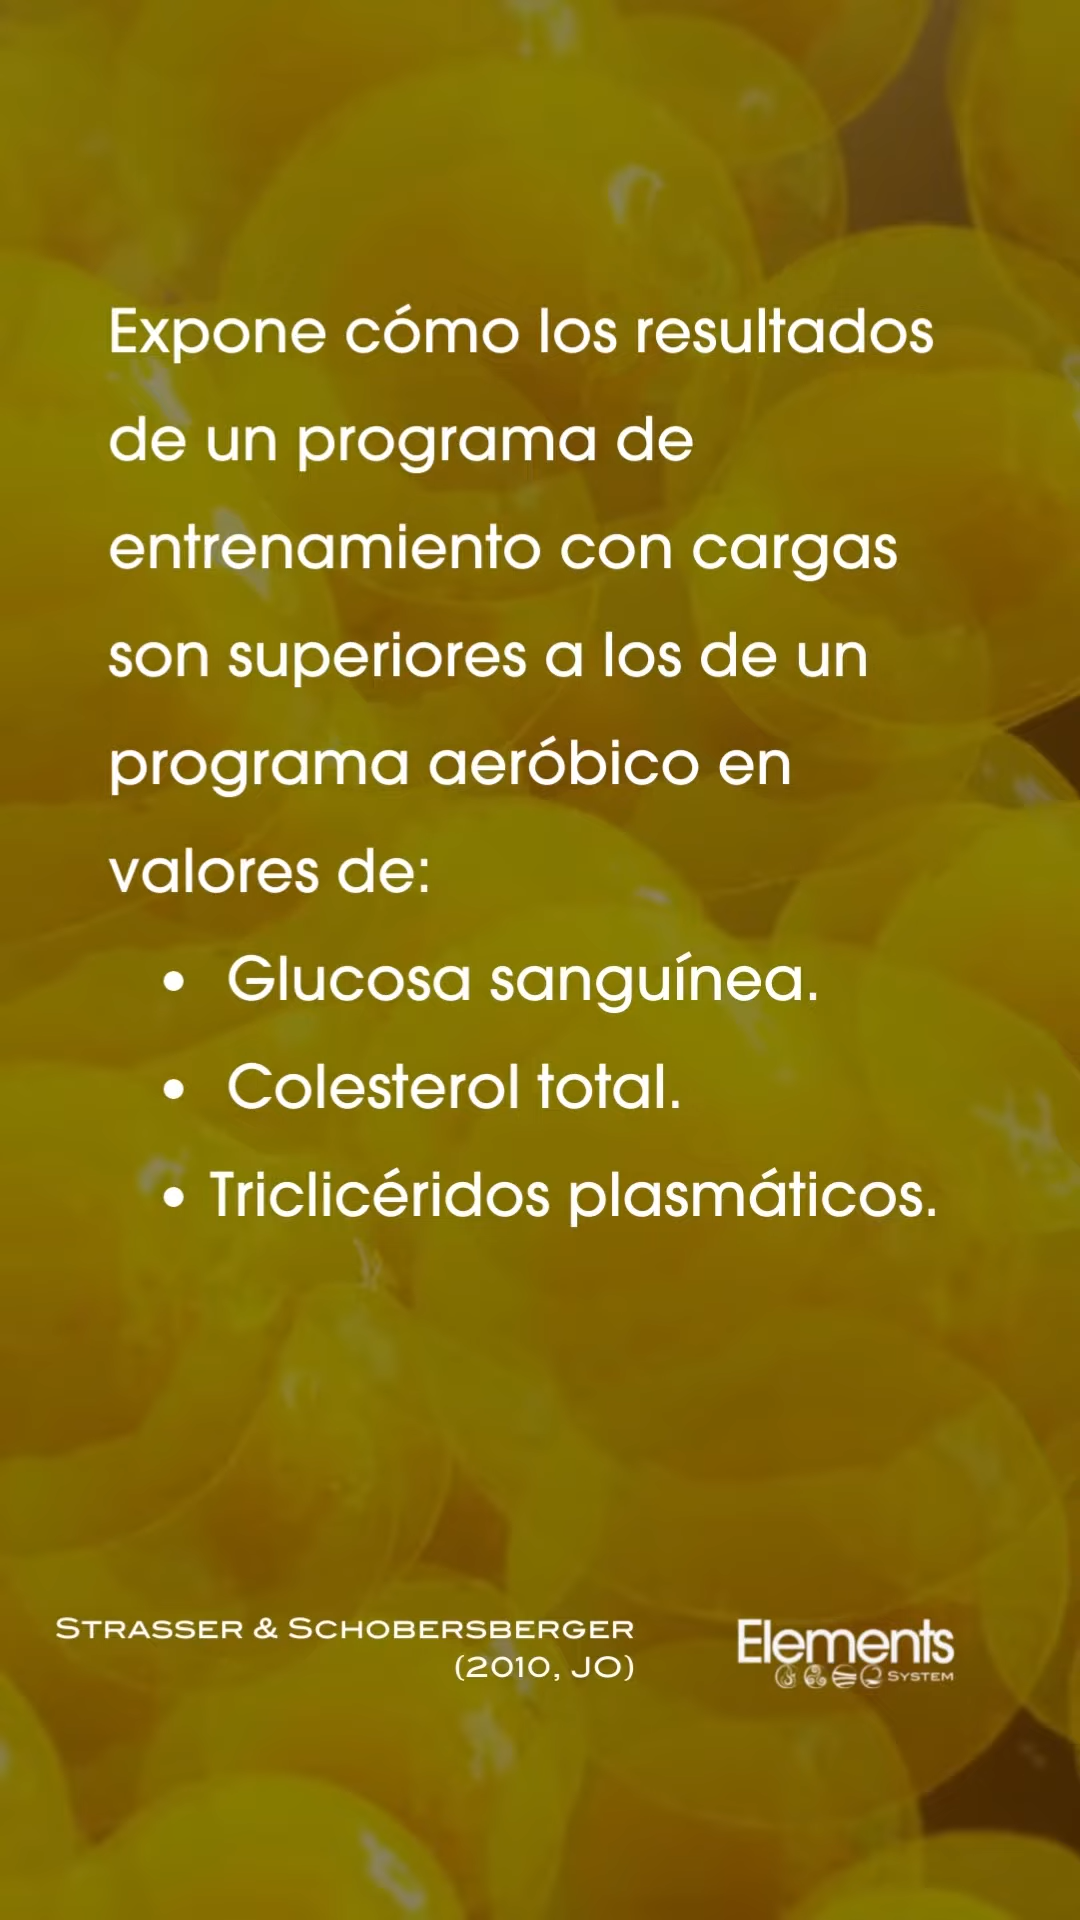 Expone cómo los resultados
de un programa de
entrenamiento con cargas
son superiores a los de un
programa aeróbico en
valores de:
• Glucosa sanguínea.
• Colesterol total.
• Triclicéridos plasmáticos.
Strasser & Schobersberger
(2010, JO)
Elements
System